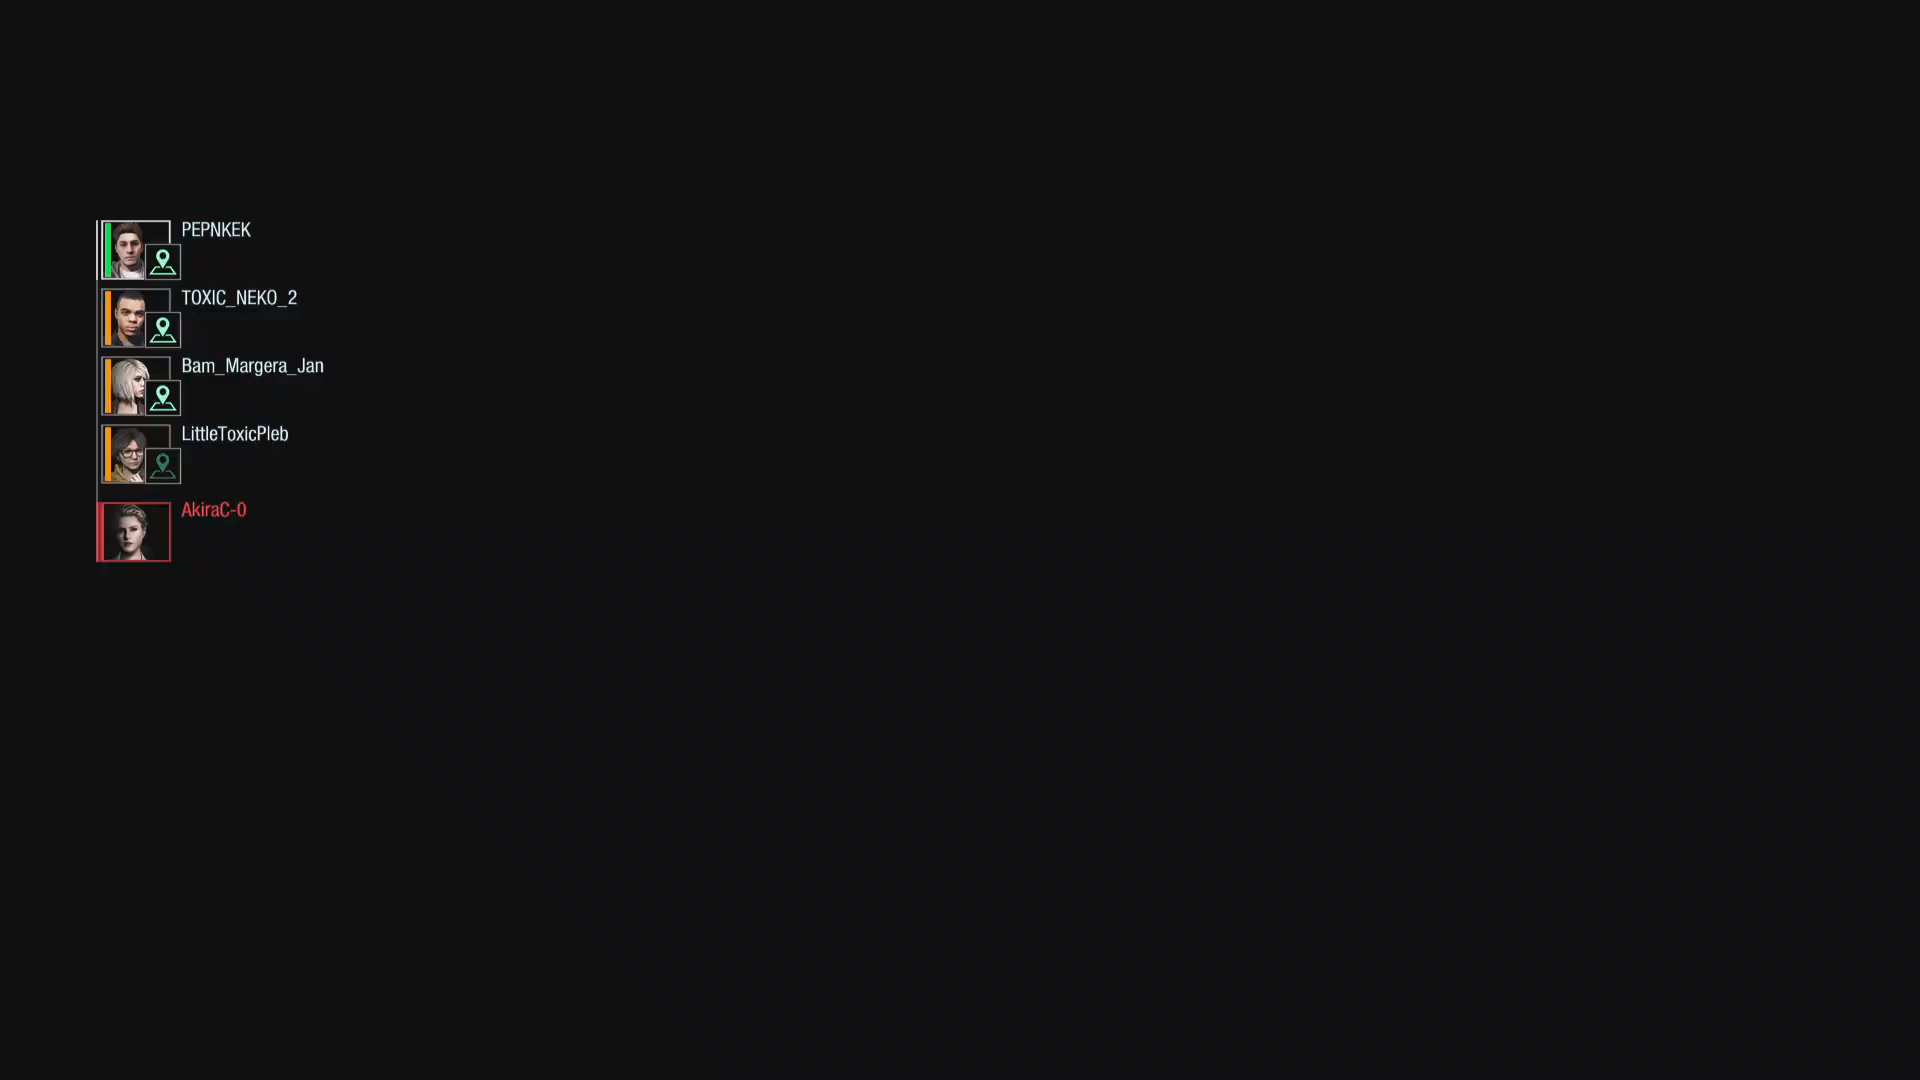 PEPNKEK
TOXIC_NEKO_2
Bam_Margera_Jan
LittleToxicPleb
AkiraC-0